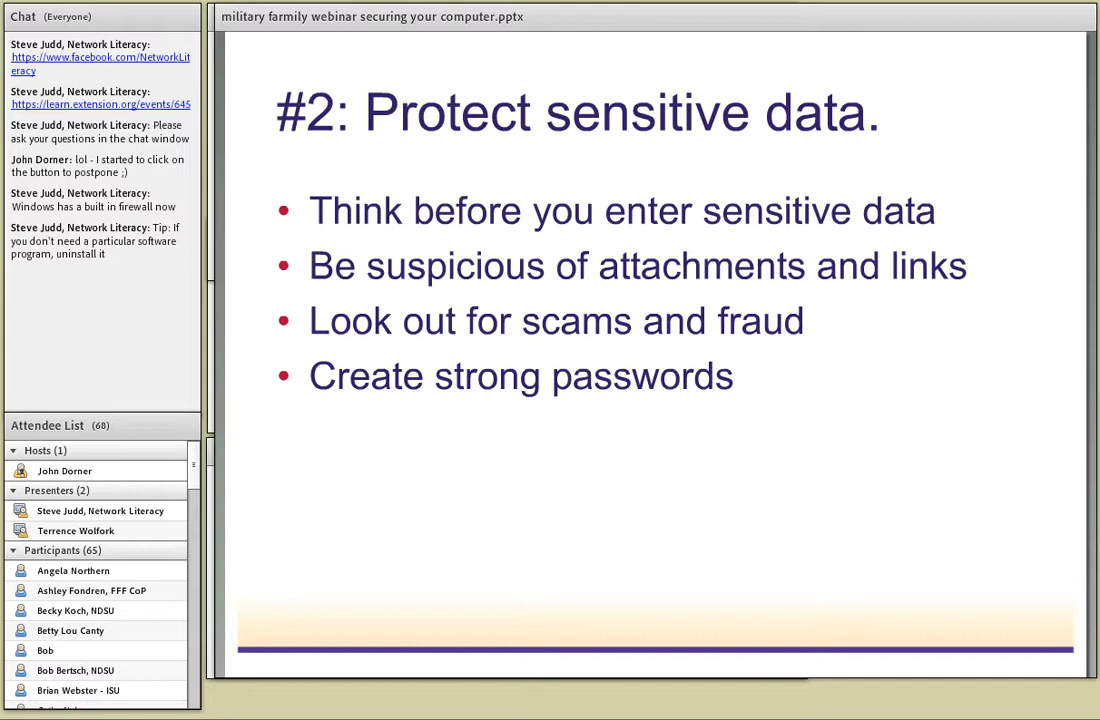 Chat (Everyone)
Steve Judd, Network Literacy:
https://www.facebook.com/NetworkLit
eracy
Steve Judd, Network Literacy:
https://learn.extension.org/events/645
Steve Judd, Network Literacy: Please
ask your questions in the chat window
John Dorner: lol - I started to click on
the button to postpone ;)
Steve Judd, Network Literacy:
Windows has a built in firewall now
Steve Judd, Network Literacy: Tip: If
you don't need a particular software
program, uninstall it
Attendee List (68)
Hosts (1)
John Dorner
Presenters (2)
Steve Judd, Network Literacy
Terrence Wolfork
Participants (65)
Angela Northern
Ashley Fondren, FFF CoP
Becky Koch, NDSU
Betty Lou Canty
Bob
Bob Bertsch, NDSU
Brian Webster - ISU
military farmily webinar securing your computer.pptx
#2: Protect sensitive data.
• Think before you enter sensitive data
• Be suspicious of attachments and links
• Look out for scams and fraud
• Create strong passwords